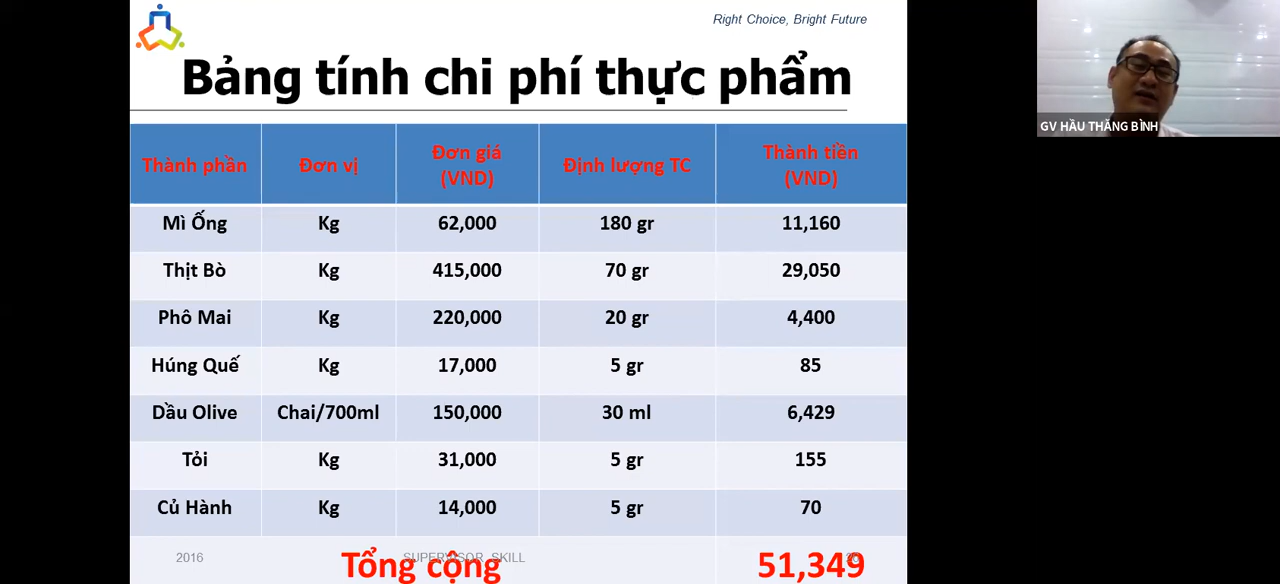 Right Choice, Bright Future
Bảng tính chi phí thực phẩm
GV HẦU THĂNG BÌNH
Thành phần Đơn vị Đơn giá (VND) Định lượng TC Thành tiền (VND)
Mì Ống Kg 62,000 180 gr 11,160
Thịt Bò Kg 415,000 70 gr 29,050
Phô Mai Kg 220,000 20 gr 4,400
Húng Quế Kg 17,000 5 gr 85
Dầu Olive Chai/700ml 150,000 30 ml 6,429
Tỏi Kg 31,000 5 gr 155
Củ Hành Kg 14,000 5 gr 70
Tổng cộng 51,349
2016 SUPERVISOR SKILL